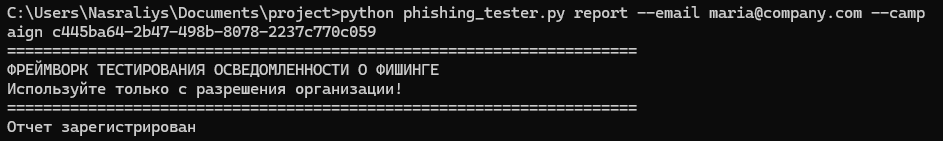 C:\Users\Nasraliys\Documents\project>python phishing_tester.py report --email maria@company.com --camp
aign c445ba64-2b47-498b-8078-2237c770c059
======================================================================
ФРЕЙМВОРК ТЕСТИРОВАНИЯ ОСВЕДОМЛЕННОСТИ О ФИШИНГЕ
Используйте только с разрешения организации!
======================================================================
Отчет зарегистрирован